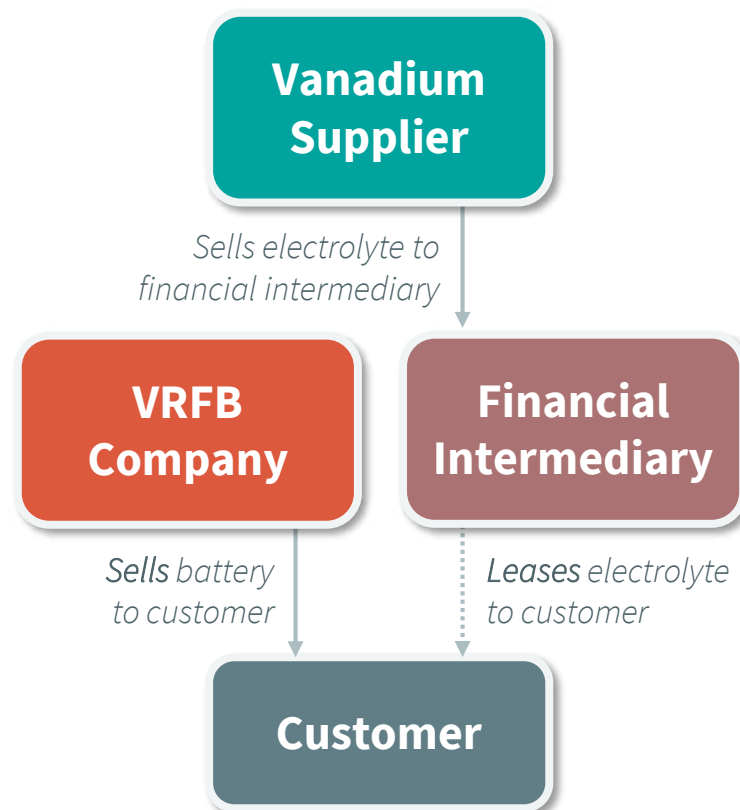 Vanadium
Supplier
Sells electrolyte to
financial intermediary
VRFB
Company
Financial
Intermediary
Sells battery
to customer
Leases electrolyte
to customer
Customer